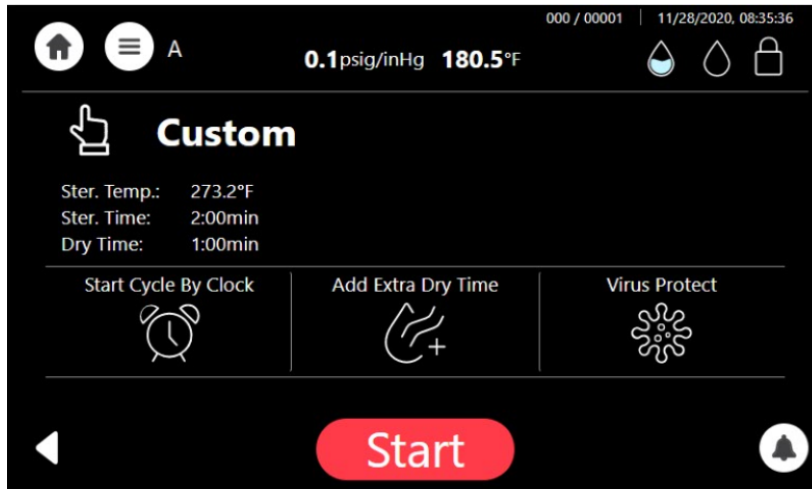 000 / 00001 | 11/28/2020, 08:35:36
A
0.1psig/inHg 180.5°F
Custom
Ster. Temp.: 273.2°F
Ster. Time: 2:00min
Dry Time: 1:00min
Start Cycle By Clock Add Extra Dry Time Virus Protect
Start